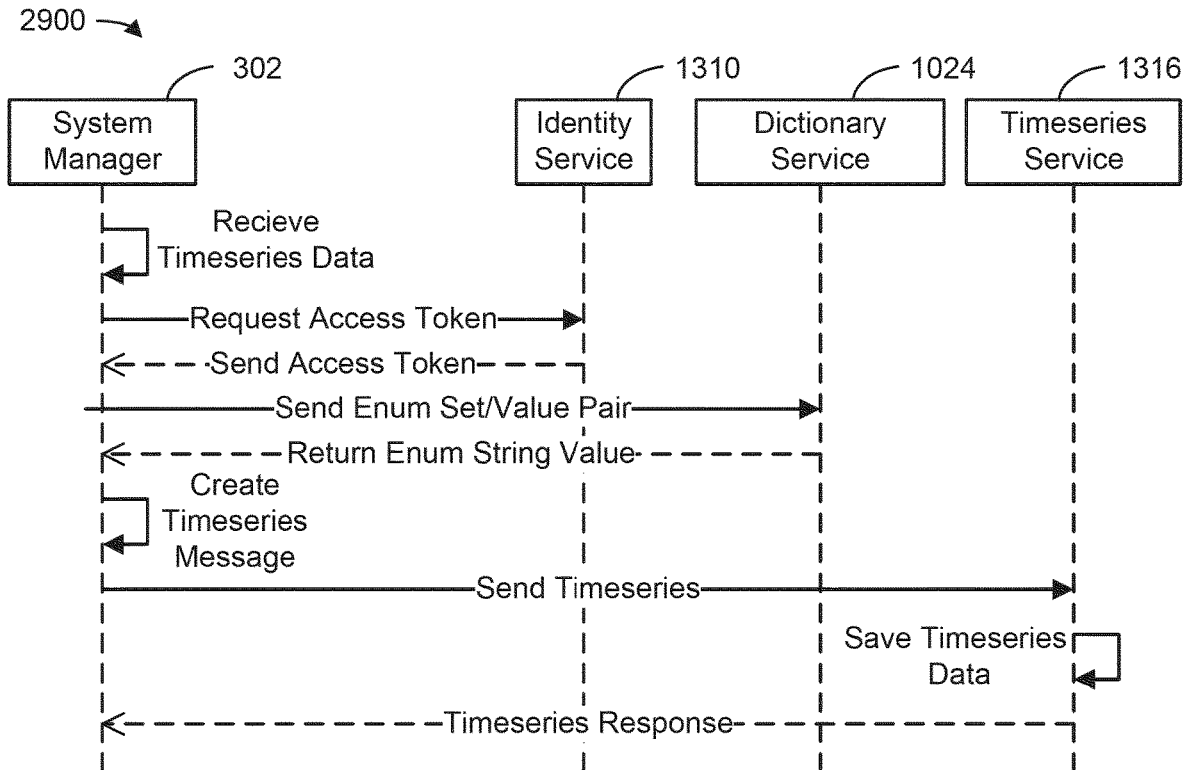 2900
302
1310
1024
1316
System
Manager
Identity
Service
Dictionary
Service
Timeseries
Service
Recieve
Timeseries Data
Request Access Token
Send Access Token
Send Enum Set/Value Pair
Return Enum String Value
Create
Timeseries
Message
Send Timeseries
Save Timeseries
Data
Timeseries Response